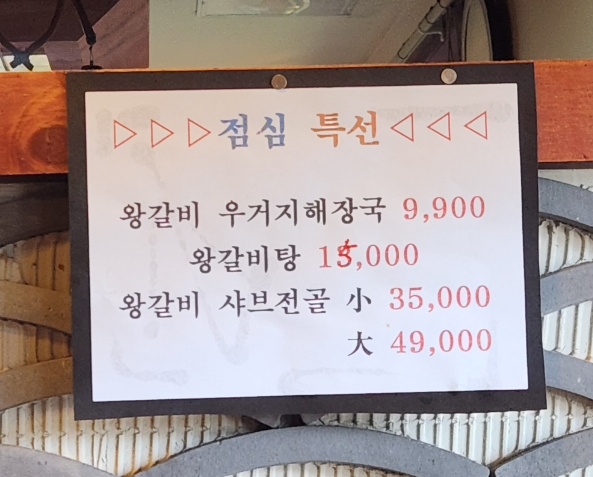 ▷▷▷점심 특선◁◁◁
왕갈비 우거지해장국 9,900
왕갈비탕 15,000
왕갈비 샤브전골 小 35,000
大 49,000